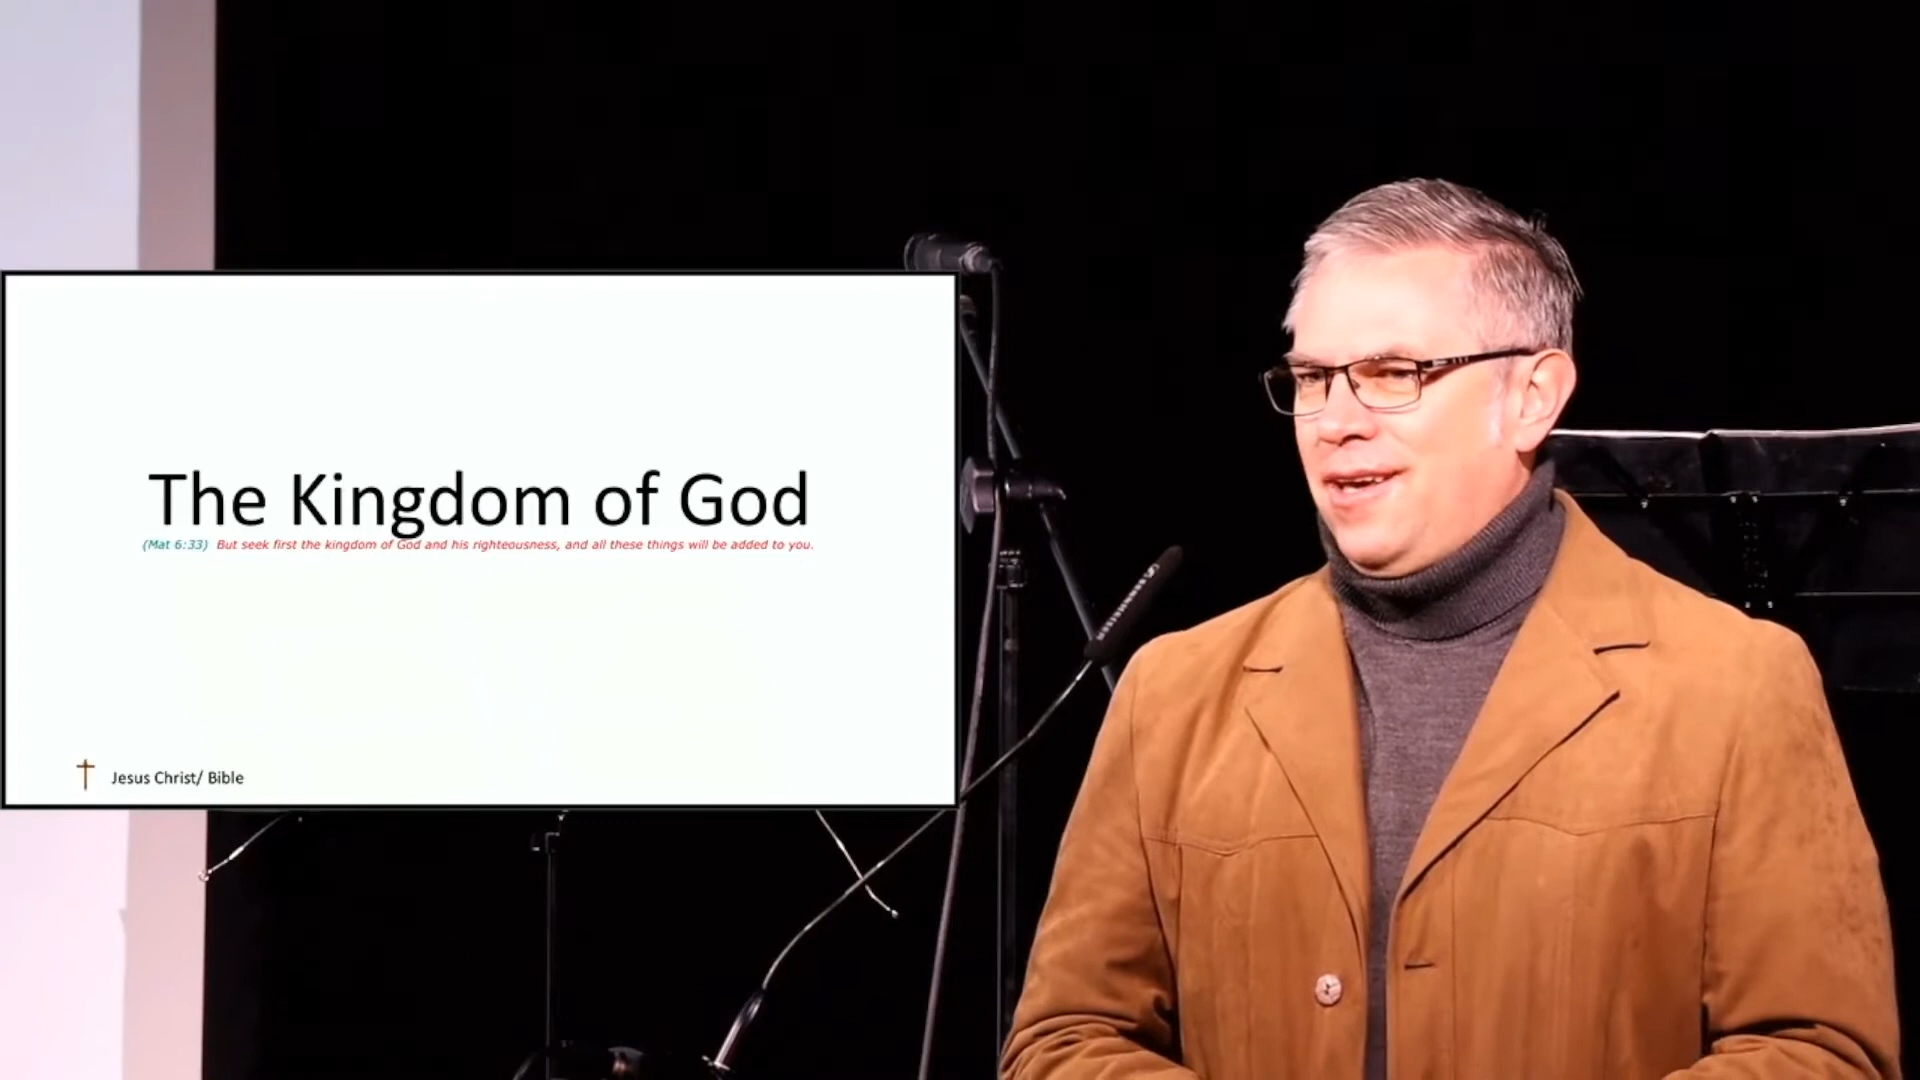 The Kingdom of God
(Mat 6:33) But seek first the kingdom of God and his righteousness, and all these things will be added to you.
Jesus Christ/ Bible
SENNHEISER